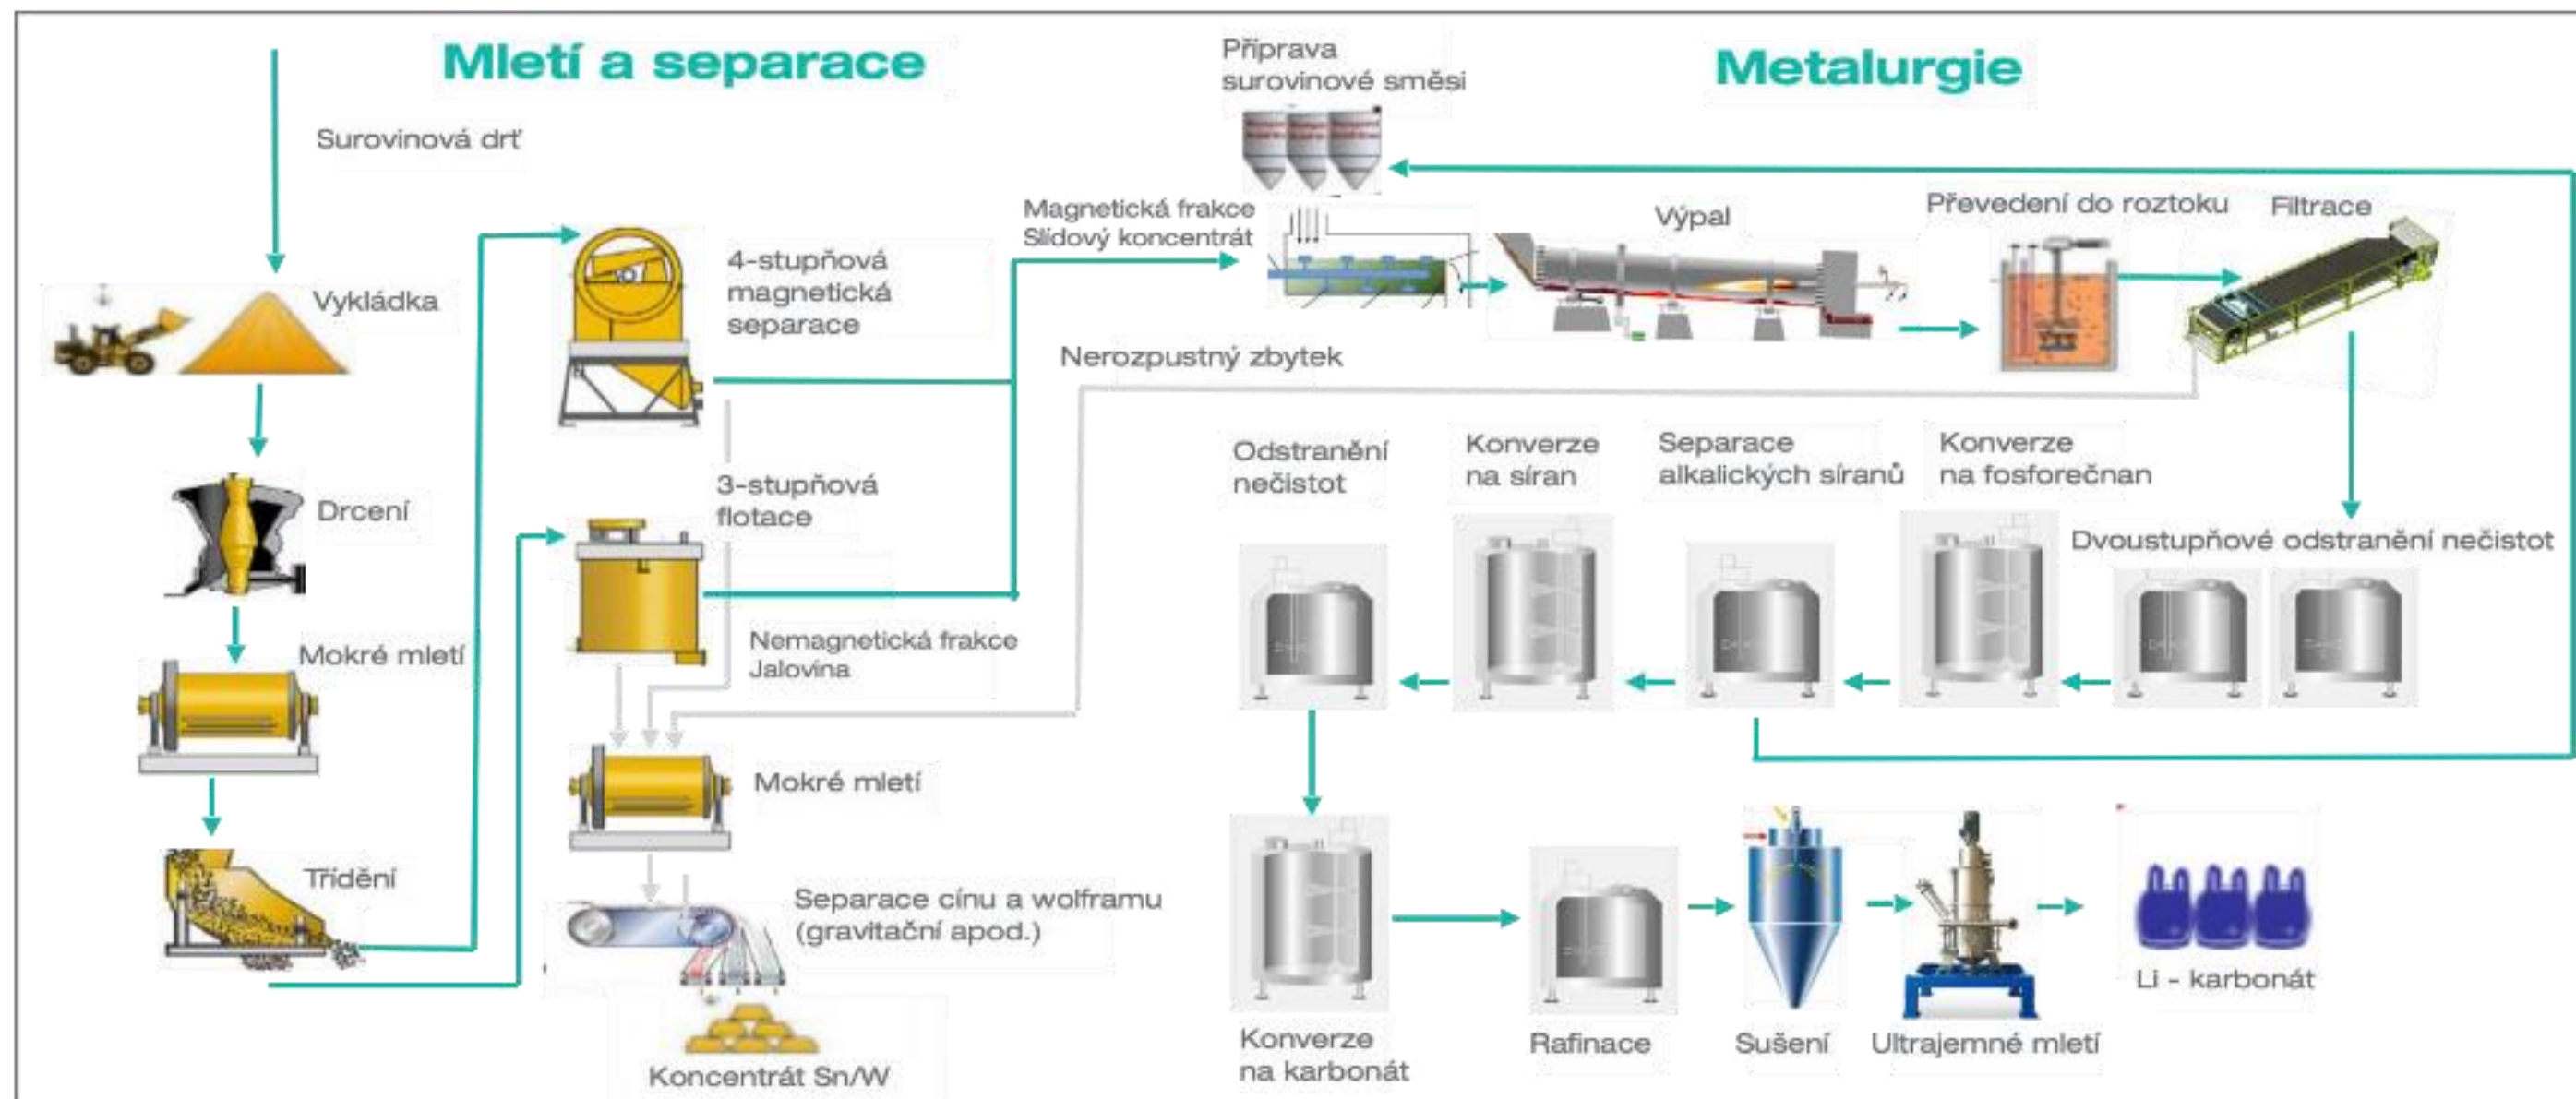 Mletí a separace
Surovinová drť
Vykládka
Drcení
Mokré mletí
Třídění
4-stupňová
magnetická
separace
3-stupňová
flotace
Nemagnetická frakce
Jalovina
Mokré mletí
Separace cínu a wolframu
(gravitační apod.)
Koncentrát Sn/W
Metalurgie
Příprava
surovinové směsi
Magnetická frakce
Slídový koncentrát
Výpal
Převedení do roztoku
Filtrace
Nerozpustný zbytek
Dvoustupňové odstranění nečistot
Konverze
na fosforečnan
Separace
alkalických síranů
Konverze
na síran
Odstranění
nečistot
Konverze
na karbonát
Rafinace
Sušení
Ultrajemné mletí
Li - karbonát